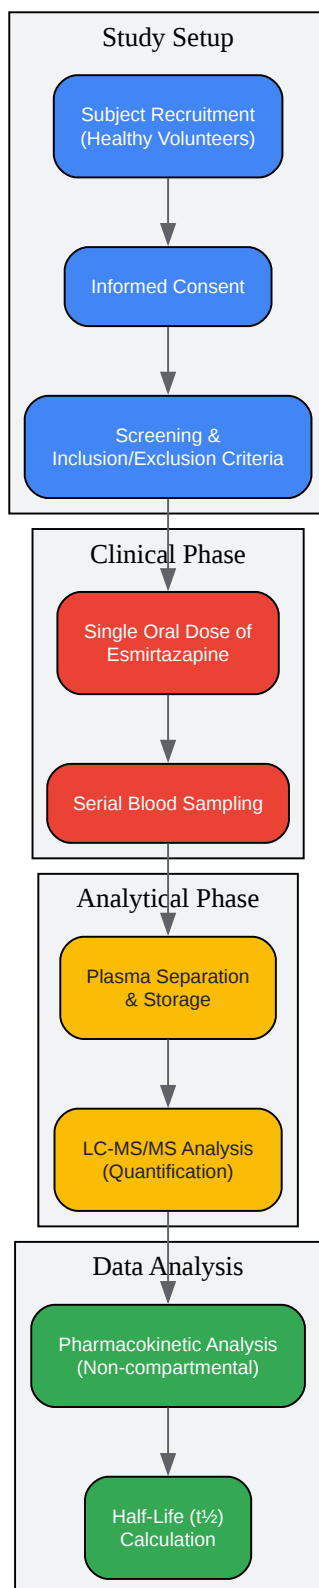 Study Setup
Subject Recruitment
(Healthy Volunteers)
Informed Consent
Screening &
Inclusion/Exclusion Criteria
Clinical Phase
Single Oral Dose of
Esmirtazapine
Serial Blood Sampling
Analytical Phase
Plasma Separation
& Storage
LC-MS/MS Analysis
(Quantification)
Data Analysis
Pharmacokinetic Analysis
(Non-compartmental)
Half-Life (t½)
Calculation